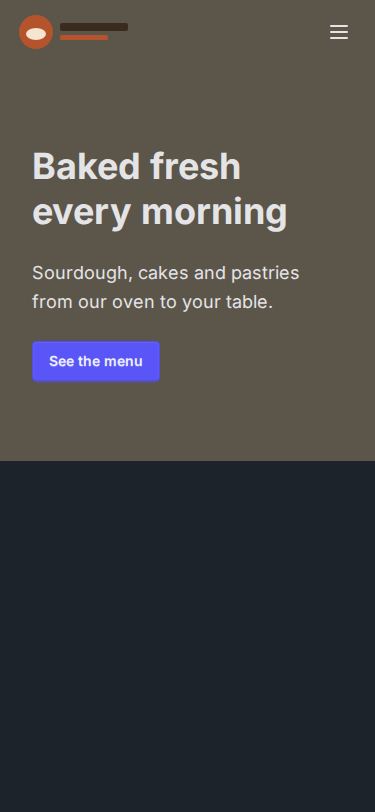 Baked fresh
every morning
Sourdough, cakes and pastries
from our oven to your table.
See the menu